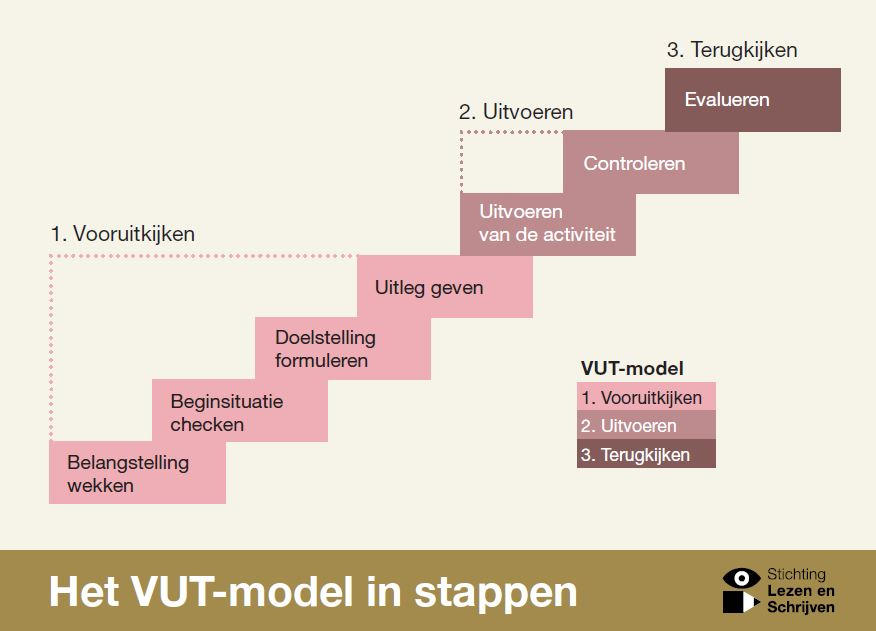 3. Terugkijken
Evalueren
2. Uitvoeren
Controleren
Uitvoeren
van de activiteit
1. Vooruitkijken
Uitleg geven
Doelstelling
formuleren
Beginsituatie
checken
Belangstelling
wekken
VUT-model
1. Vooruitkijken
2. Uitvoeren
3. Terugkijken
Het VUT-model in stappen
Stichting
Lezen en
Schrijven